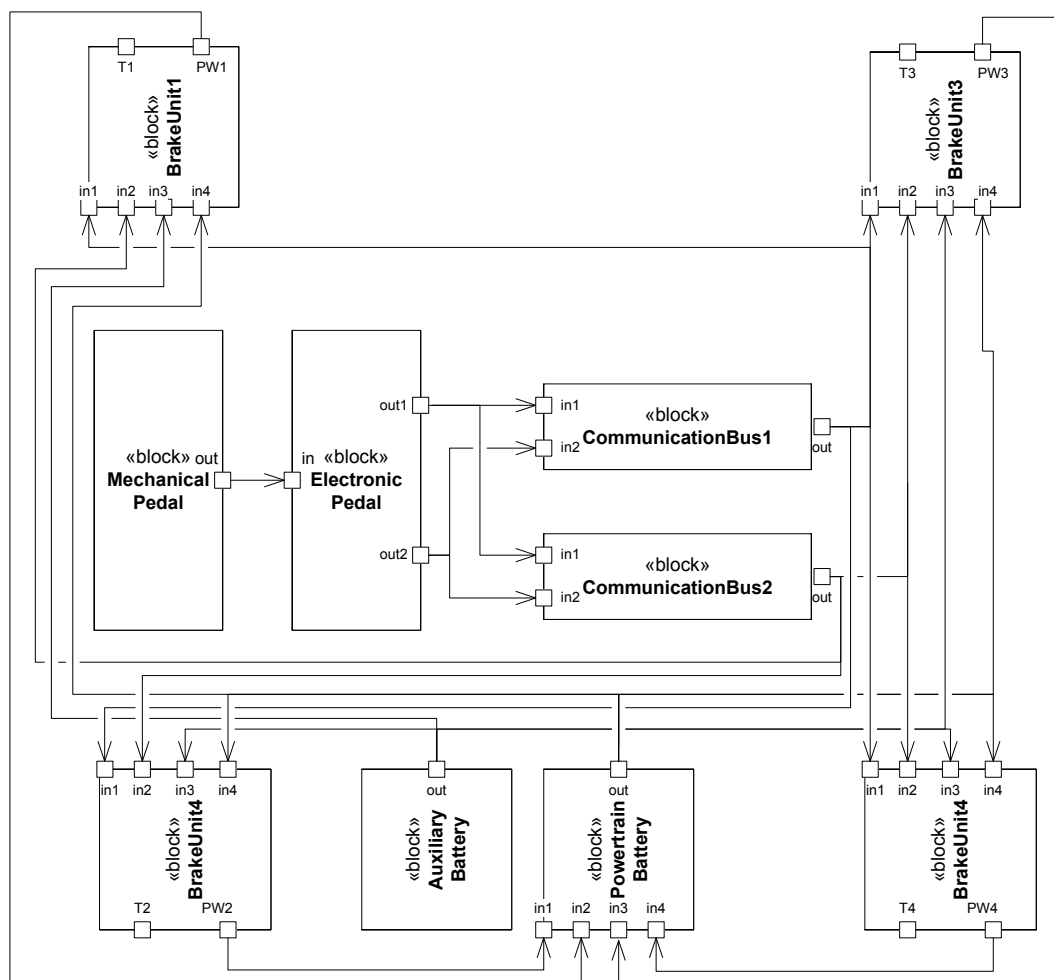 T1
PW1
«block»
BrakeUnit1
in1
in2
in3
in4
T3
PW3
«block»
BrakeUnit3
in1
in2
in3
in4
«block»
Mechanical
Pedal
out
in
«block»
Electronic
Pedal
out1
out2
in1
in2
«block»
CommunicationBus1
out
in1
in2
«block»
CommunicationBus2
out
in1
in2
in3
in4
«block»
BrakeUnit4
T2
PW2
out
«block»
Auxiliary
Battery
out
«block»
Powertrain
Battery
in1
in2
in3
in4
in1
in2
in3
in4
«block»
BrakeUnit4
T4
PW4